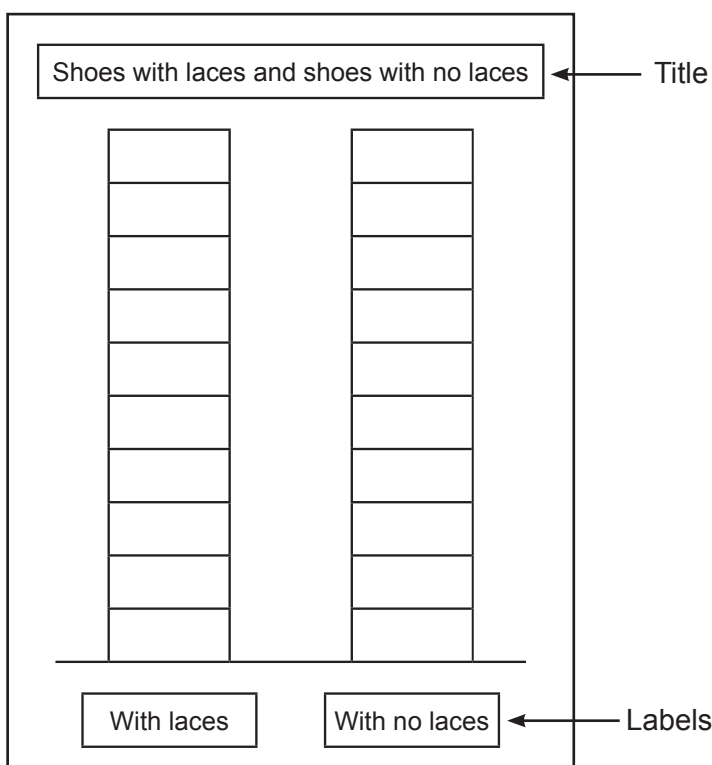 Shoes with laces and shoes with no laces
Title
With laces
With no laces
Labels